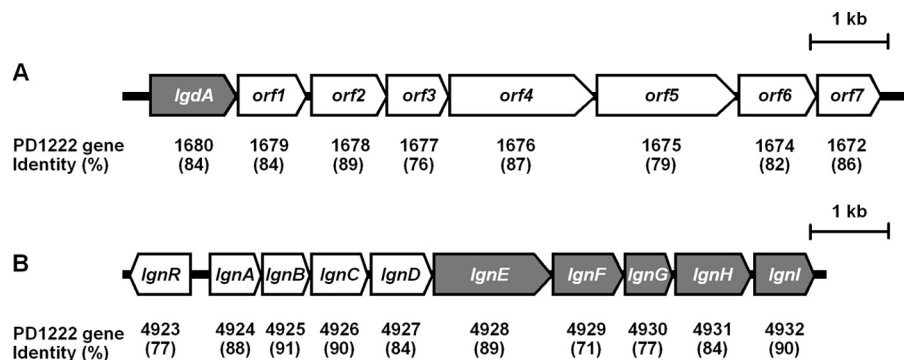 1 kb
A
lgdA orf1 orf2 orf3 orf4 orf5 orf6 orf7
PD1222 gene 1680 1679 1678 1677 1676 1675 1674 1672
Identity (%) (84) (84) (89) (76) (87) (79) (82) (86)
1 kb
B
lgnR lgnA lgnB lgnC lgnD lgnE lgnF lgnG lgnH lgnI
PD1222 gene 4923 4924 4925 4926 4927 4928 4929 4930 4931 4932
Identity (%) (77) (88) (91) (90) (84) (89) (71) (77) (84) (90)